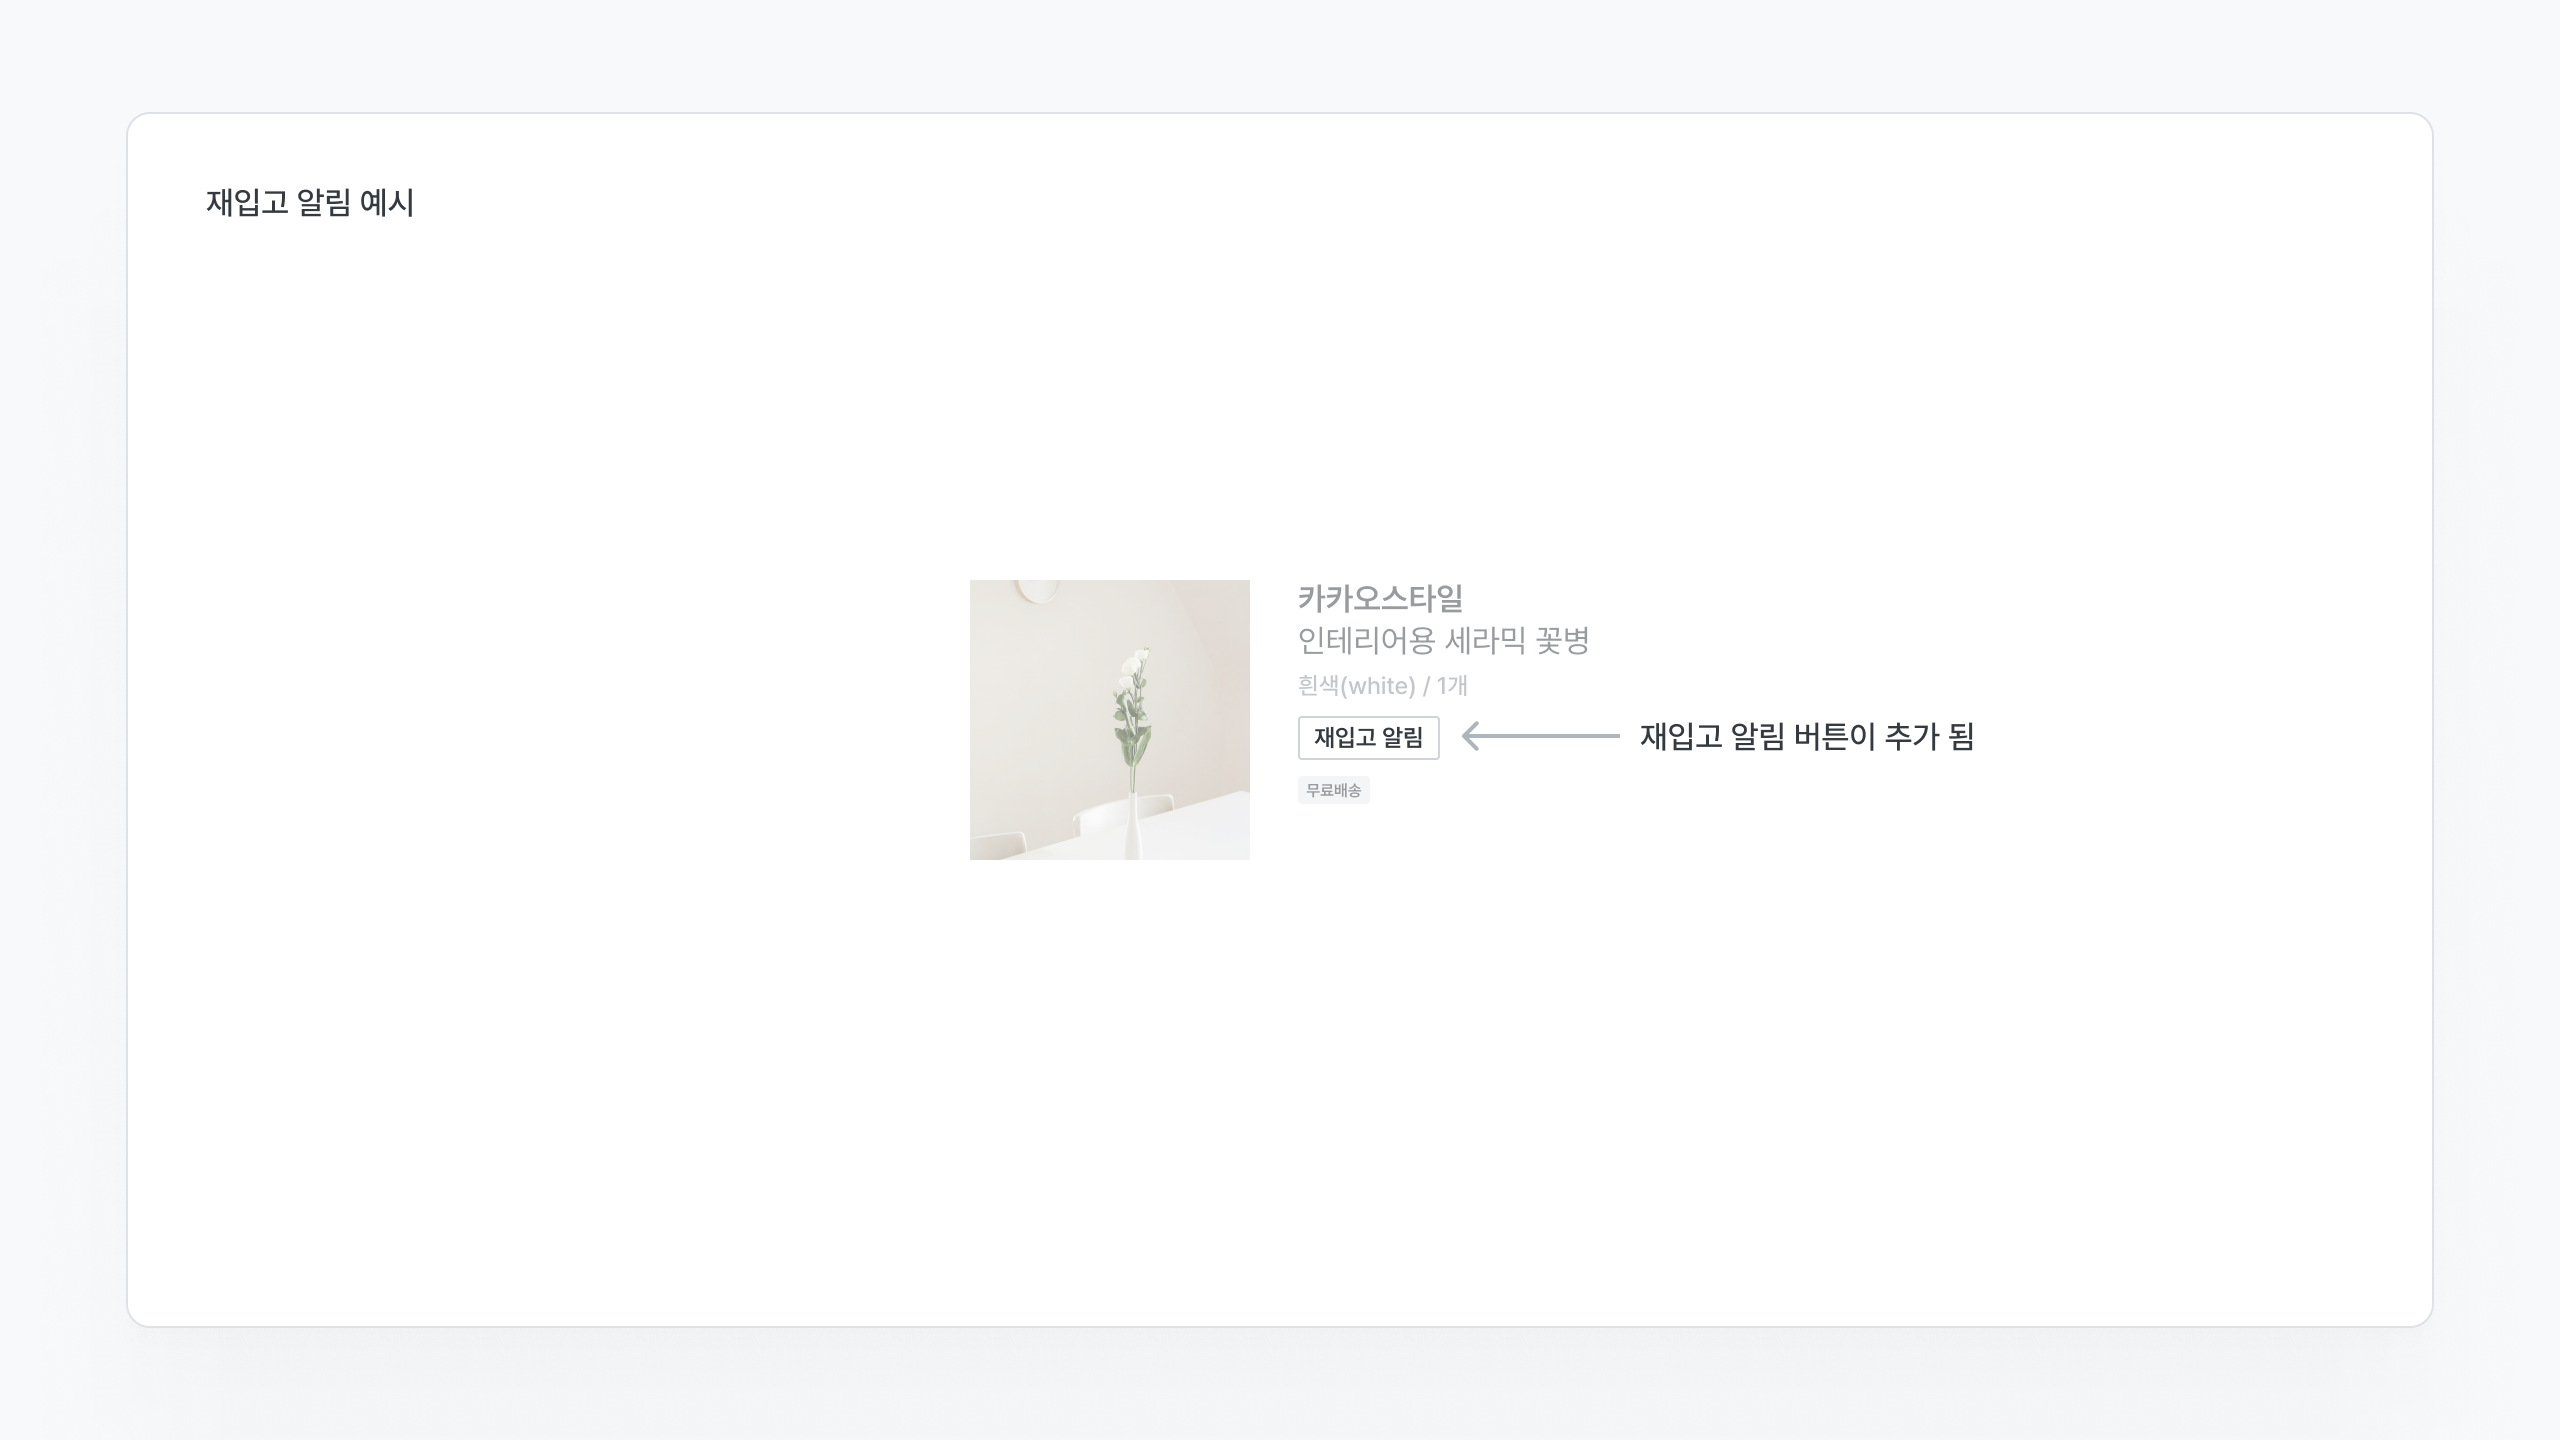 재입고 알림 예시
카카오스타일
인테리어용 세라믹 꽃병
흰색(white) / 1개
재입고 알림
재입고 알림 버튼이 추가 됨
무료배송